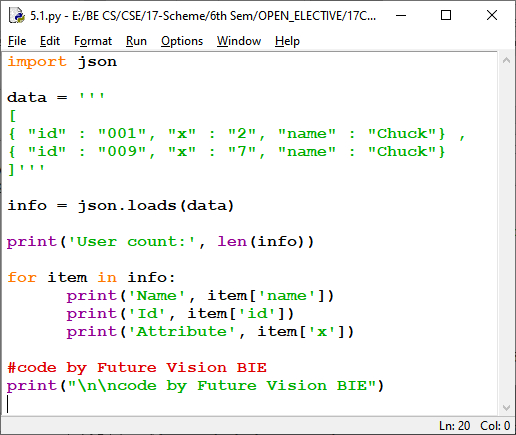 5.1.py - E:/BE CS/CSE/17-Scheme/6th Sem/OPEN_ELECTIVE/17C...
File Edit Format Run Options Window Help
import json
data = '''
[
{ "id" : "001", "x" : "2", "name" : "Chuck"} ,
{ "id" : "009", "x" : "7", "name" : "Chuck"}
]'''
info = json.loads(data)
print('User count:', len(info))
for item in info:
      print('Name', item['name'])
      print('Id', item['id'])
      print('Attribute', item['x'])
#code by Future Vision BIE
print("\n\ncode by Future Vision BIE")
Ln: 20 Col: 0